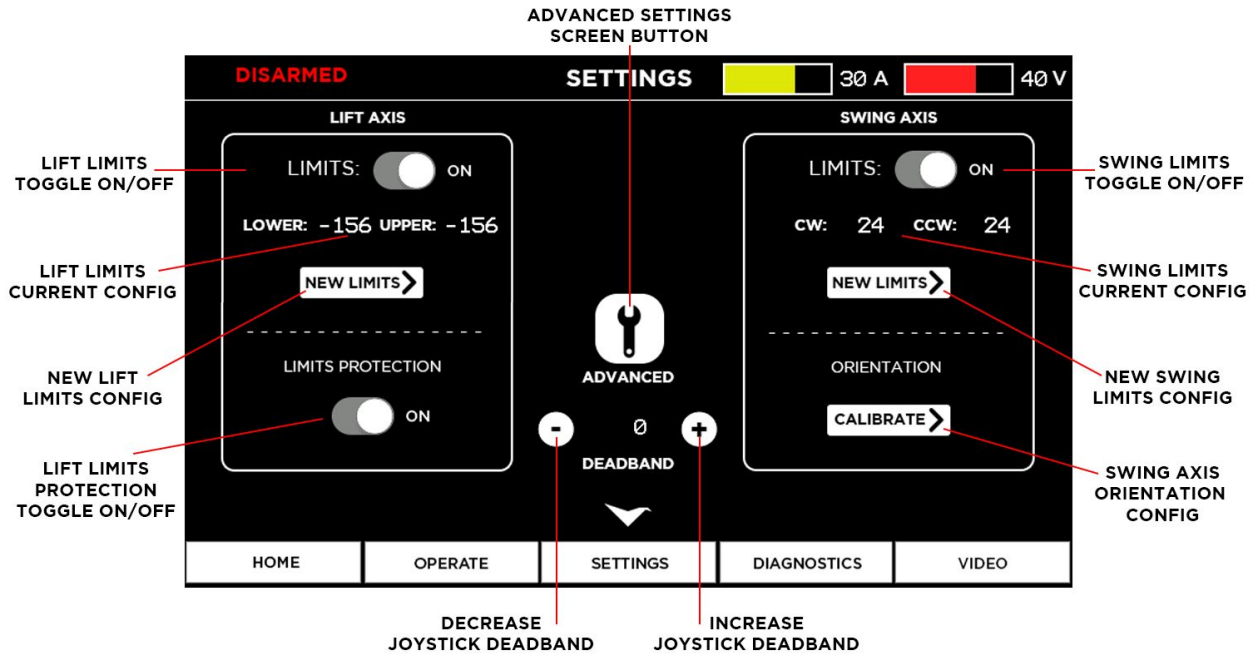 ADVANCED SETTINGS
SCREEN BUTTON
DISARMED
SETTINGS
30 A
40 V
LIFT AXIS
SWING AXIS
LIMITS:
ON
LIMITS:
ON
LIFT LIMITS
TOGGLE ON/OFF
SWING LIMITS
TOGGLE ON/OFF
LOWER: -156 UPPER: -156
CW: 24 CCW: 24
LIFT LIMITS
CURRENT CONFIG
SWING LIMITS
CURRENT CONFIG
NEW LIMITS
NEW LIMITS
LIMITS PROTECTION
ADVANCED
ORIENTATION
NEW LIFT
LIMITS CONFIG
NEW SWING
LIMITS CONFIG
ON
- 0 +
DEADBAND
CALIBRATE
LIFT LIMITS
PROTECTION
TOGGLE ON/OFF
SWING AXIS
ORIENTATION
CONFIG
HOME
OPERATE
SETTINGS
DIAGNOSTICS
VIDEO
DECREASE
JOYSTICK DEADBAND
INCREASE
JOYSTICK DEADBAND